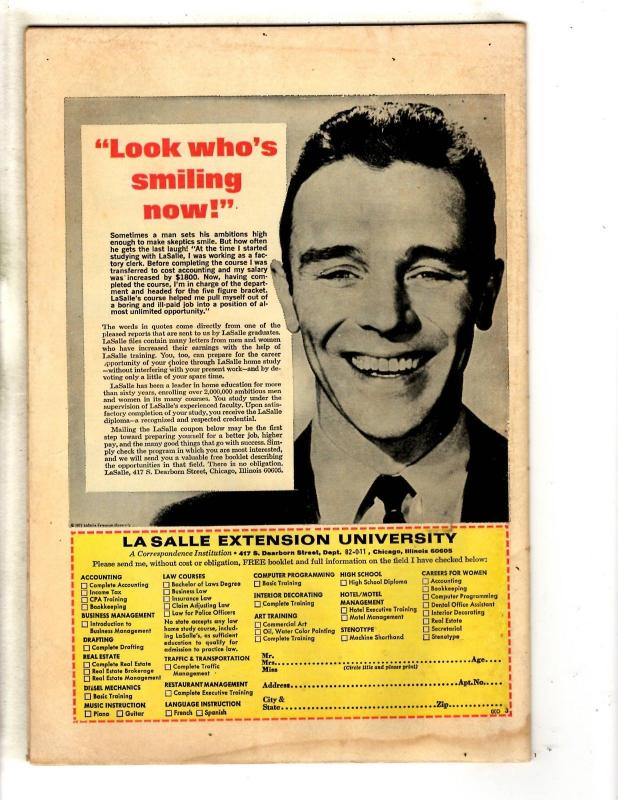 “Look who’s
smiling
now!”
Sometimes a man sets his ambitions high
enough to make skeptics smile. But how often
he gets the last laugh! “At the time I started
studying with LaSalle, I was working as a fac-
tory clerk. Before completing the course I was
transferred to cost accounting and my salary
was increased by $1800. Now, having com-
pleted the course, I’m in charge of the depart-
ment and headed for the five figure bracket.
LaSalle’s course helped me pull myself out of
a boring and ill-paid job into a position of al-
most unlimited opportunity.”
The words in quotes come directly from one of the
pleased reports that are sent to us by LaSalle graduates.
LaSalle files contain many letters from men and women
who have increased their earnings with the help of
LaSalle training. You, too, can prepare for the career
opportunity of your choice through LaSalle home study
—without interfering with your present work—and by de-
voting only a little of your spare time.
LaSalle has been a leader in home education for more
than sixty years, enrolling over 2,000,000 ambitious men
and women in its many courses. You study under the
supervision of LaSalle’s experienced faculty. Upon satis-
factory completion of your study, you receive the LaSalle
diploma—a recognized and respected credential.
Mailing the LaSalle coupon below may be the first
step toward preparing yourself for a better job, higher
pay, and the many good things that go with success. Sim-
ply check the program in which you are most interested,
and we will send you a valuable free booklet describing
the opportunities in that field. There is no obligation.
LaSalle, 417 S. Dearborn Street, Chicago, Illinois 60605.
LaSalle Extension University
LA SALLE EXTENSION UNIVERSITY
A Correspondence Institution • 417 S. Dearborn Street, Dept. 82-041, Chicago, Illinois 60605
Please send me, without cost or obligation, FREE booklet and full information on the field I have checked below:
ACCOUNTING
Complete Accounting
Income Tax
CPA Training
Bookkeeping
BUSINESS MANAGEMENT
Introduction to
Business Management
DRAFTING
Complete Drafting
REAL ESTATE
Complete Real Estate
Real Estate Brokerage
Real Estate Management
DIESEL MECHANICS
Basic Training
MUSIC INSTRUCTION
Piano Guitar
LAW COURSES
Bachelor of Laws Degree
Business Law
Insurance Law
Claim Adjusting Law
Law for Police Officers
No state accepts any law
home study course, includ-
ing LaSalle’s, as sufficient
education to qualify for
admission to practice law.
TRAFFIC & TRANSPORTATION
Complete Traffic
Management
RESTAURANT MANAGEMENT
Complete Executive Training
LANGUAGE INSTRUCTION
French Spanish
COMPUTER PROGRAMMING
Basic Training
INTERIOR DECORATING
Complete Training
ART TRAINING
Commercial Art
Oil, Water Color Painting
Complete Training
HIGH SCHOOL
High School Diploma
HOTEL/MOTEL
MANAGEMENT
Hotel Executive Training
Motel Management
STENOTYPE
Machine Shorthand
CAREERS FOR WOMEN
Accounting
Bookkeeping
Computer Programming
Dental Office Assistant
Interior Decorating
Real Estate
Secretarial
Stenotype
Mr.
Mrs. Age
Miss (Circle title and please print)
Address Apt.No.
City &
State Zip